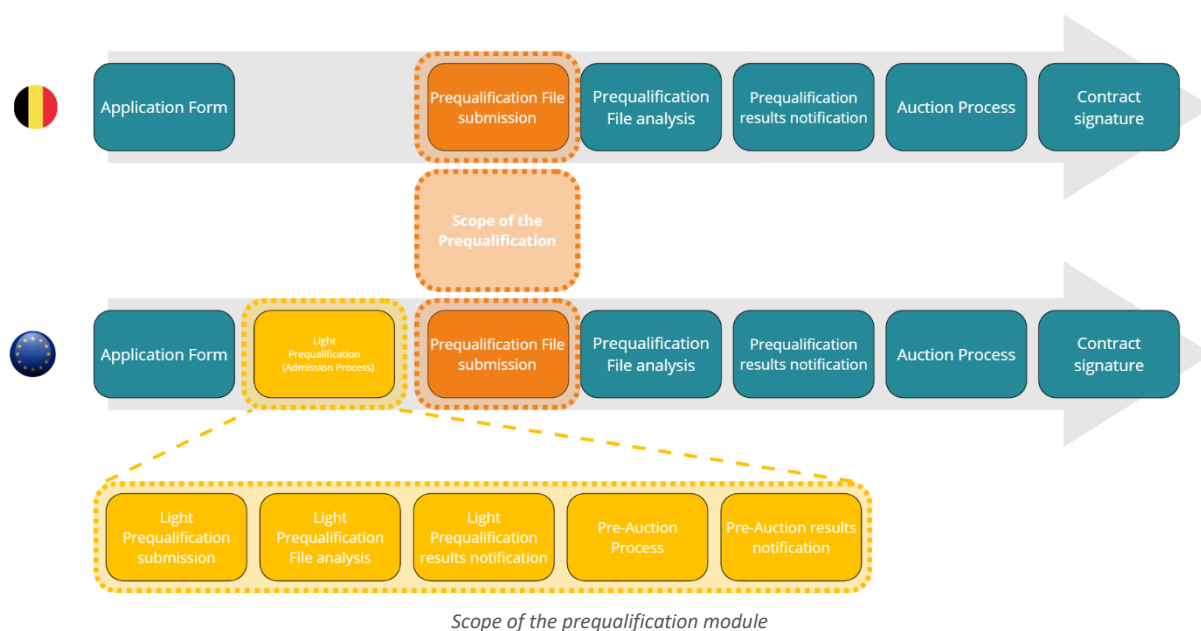 Application Form
Prequalification File
submission
Prequalification
File analysis
Prequalification
results notification
Auction Process
Contract
signature
Scope of the
Prequalification
Application Form
Light
Prequalification
(Admission Process)
Prequalification File
submission
Prequalification
File analysis
Prequalification
results notification
Auction Process
Contract
signature
Light
Prequalification
submission
Light
Prequalification
File analysis
Light
Prequalification
results notification
Pre-Auction
Process
Pre-Auction results
notification
Scope of the prequalification module